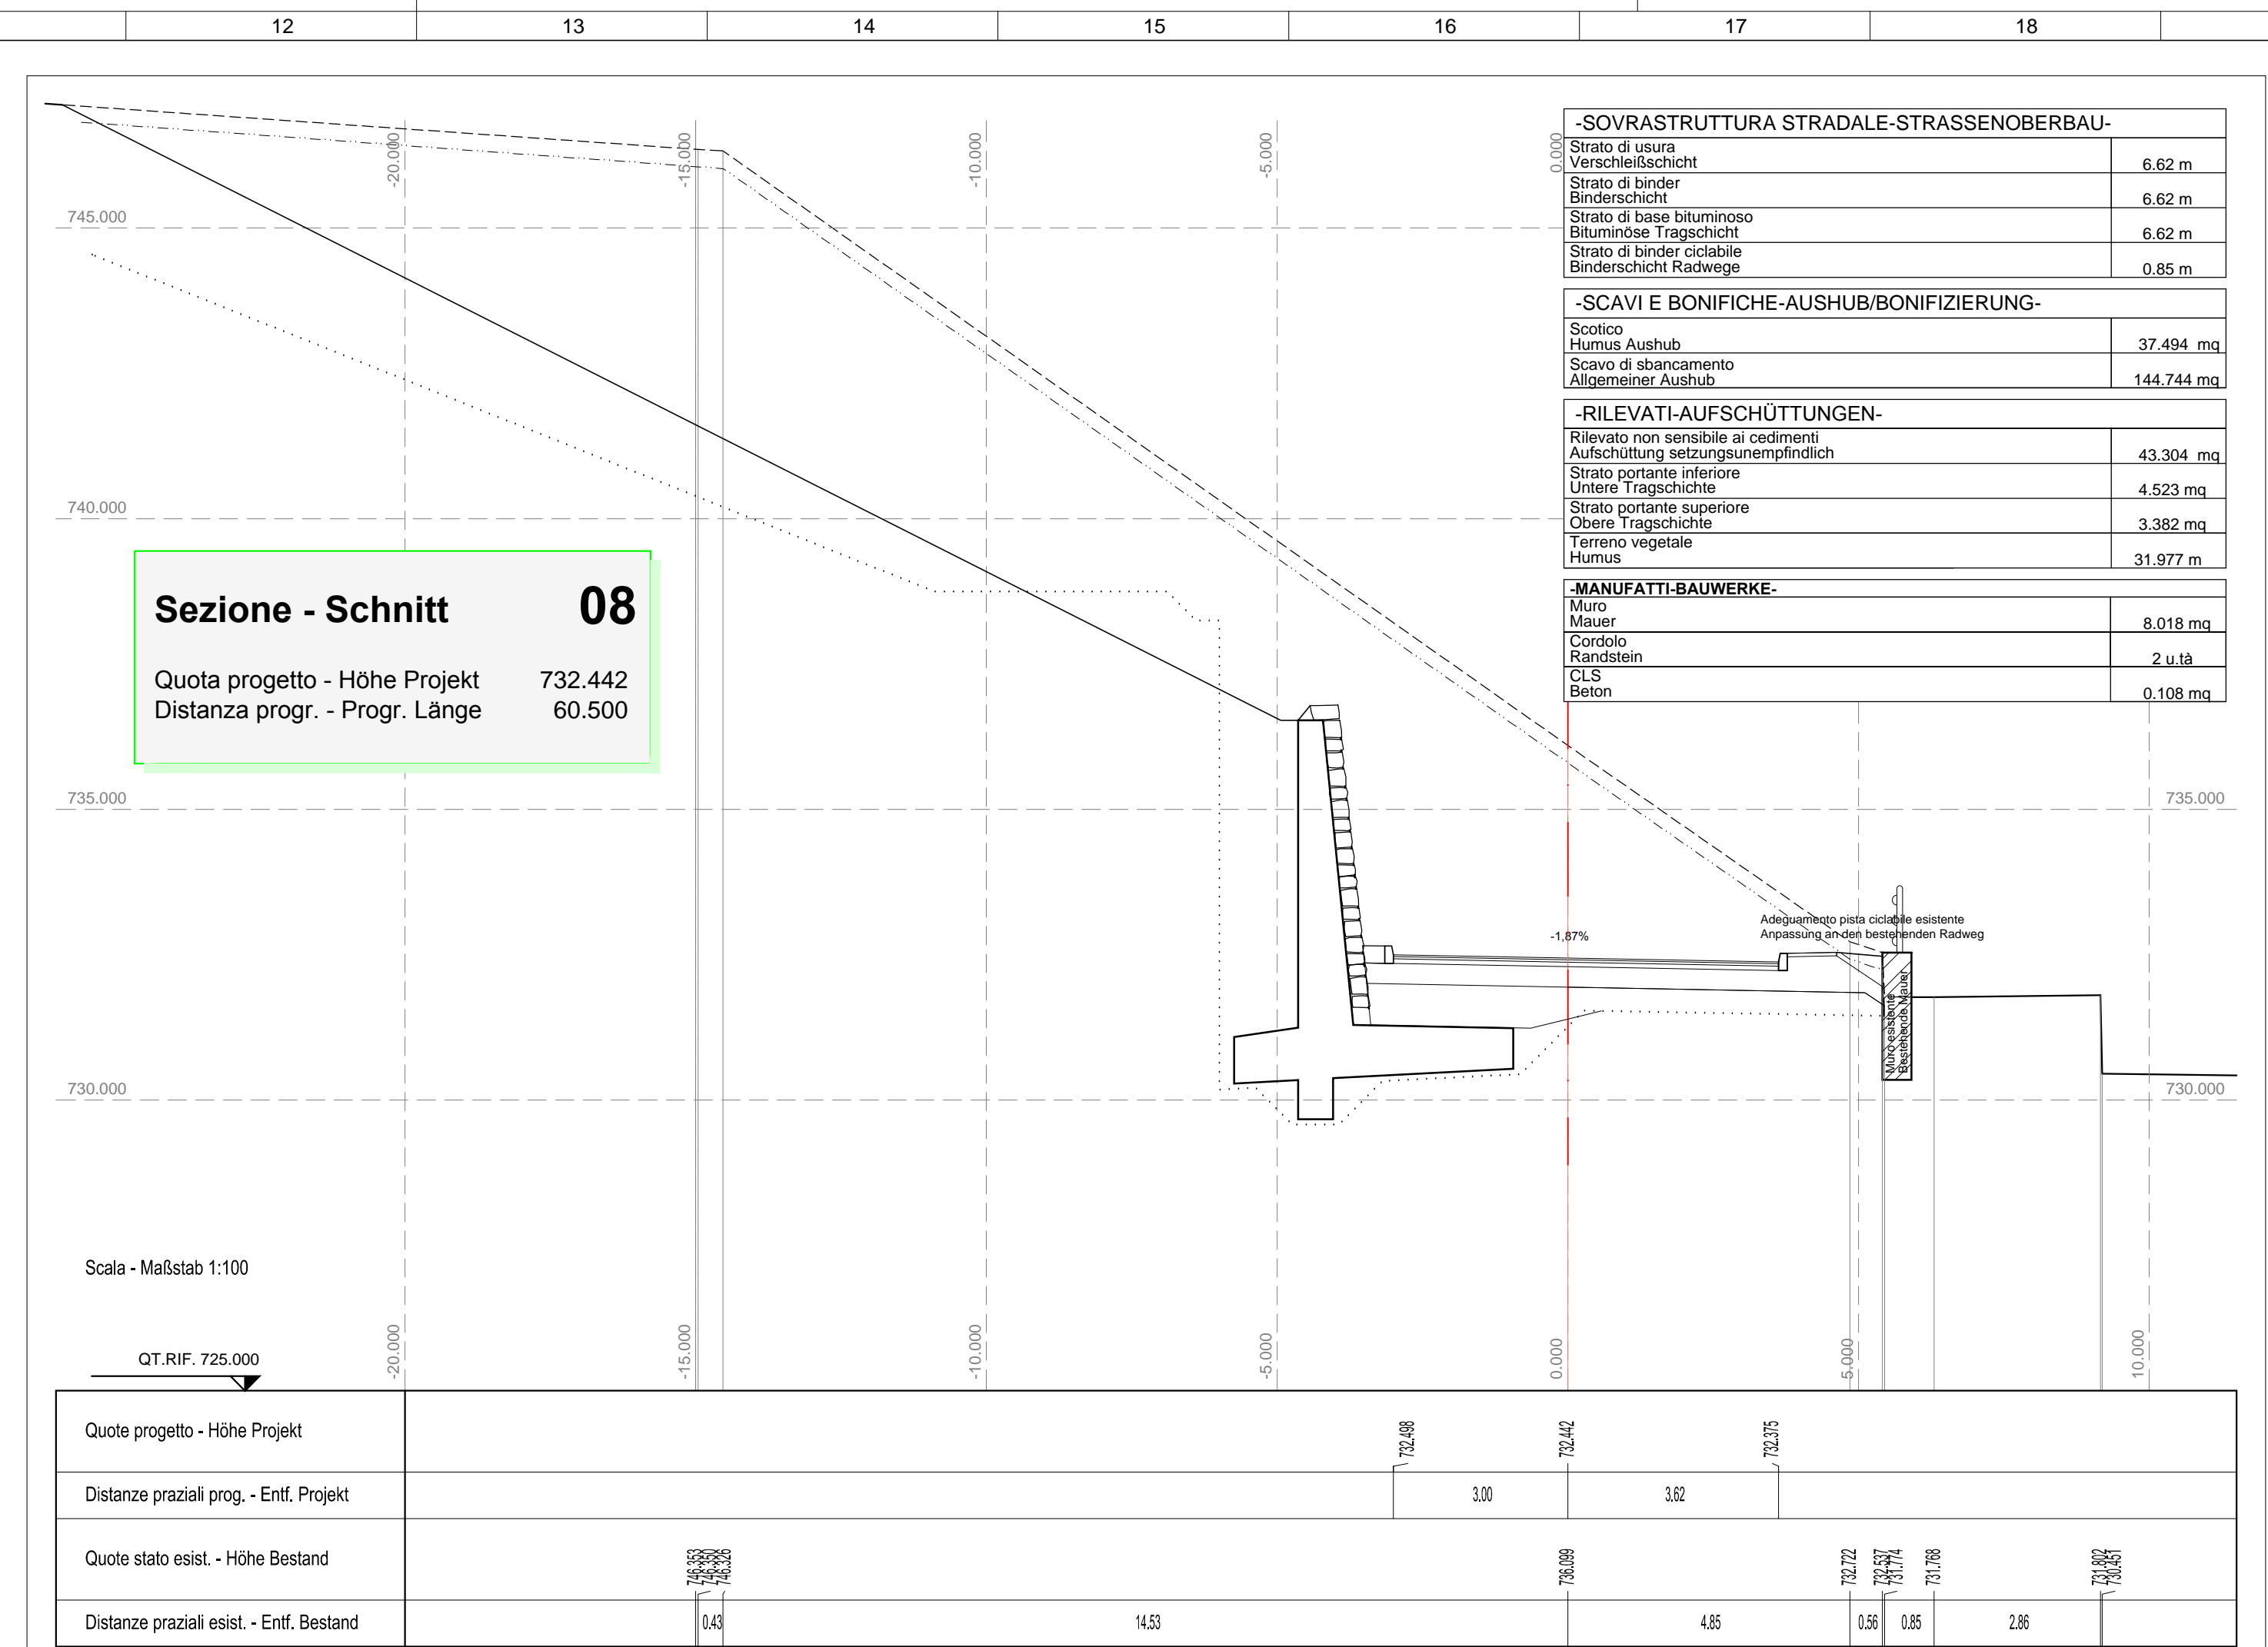 12 13 14 15 16 17 18
-20.000 -15.000 -10.000 -5.000 0.000
745.000
740.000
735.000 735.000
730.000 730.000
-SOVRASTRUTTURA STRADALE-STRASSENOBERBAU-
Strato di usura
Verschleißschicht 6.62 m
Strato di binder
Binderschicht 6.62 m
Strato di base bituminoso
Bituminöse Tragschicht 6.62 m
Strato di binder ciclabile
Binderschicht Radwege 0.85 m
-SCAVI E BONIFICHE-AUSHUB/BONIFIZIERUNG-
Scotico
Humus Aushub 37.494 mq
Scavo di sbancamento
Allgemeiner Aushub 144.744 mq
-RILEVATI-AUFSCHÜTTUNGEN-
Rilevato non sensibile ai cedimenti
Aufschüttung setzungsunempfindlich 43.304 mq
Strato portante inferiore
Untere Tragschichte 4.523 mq
Strato portante superiore
Obere Tragschichte 3.382 mq
Terreno vegetale
Humus 31.977 m
-MANUFATTI-BAUWERKE-
Muro
Mauer 8.018 mq
Cordolo
Randstein 2 u.tà
CLS
Beton 0.108 mq
Sezione - Schnitt 08
Quota progetto - Höhe Projekt 732.442
Distanza progr. - Progr. Länge 60.500
-1,87%
Adeguamento pista ciclabile esistente
Anpassung an den bestehenden Radweg
Muro esistente
Bestehende Mauer
Scala - Maßstab 1:100
QT.RIF. 725.000
-20.000 -15.000 -10.000 -5.000 0.000 5.000 10.000
Quote progetto - Höhe Projekt 732.498 732.442 732.375
Distanze praziali prog. - Entf. Projekt 3.00 3.62
Quote stato esist. - Höhe Bestand 746.353 746.350 746.326 736.099 732.722 732.537 731.774 731.768 731.802 730.451
Distanze praziali esist. - Entf. Bestand 0.43 14.53 4.85 0.56 0.85 2.86